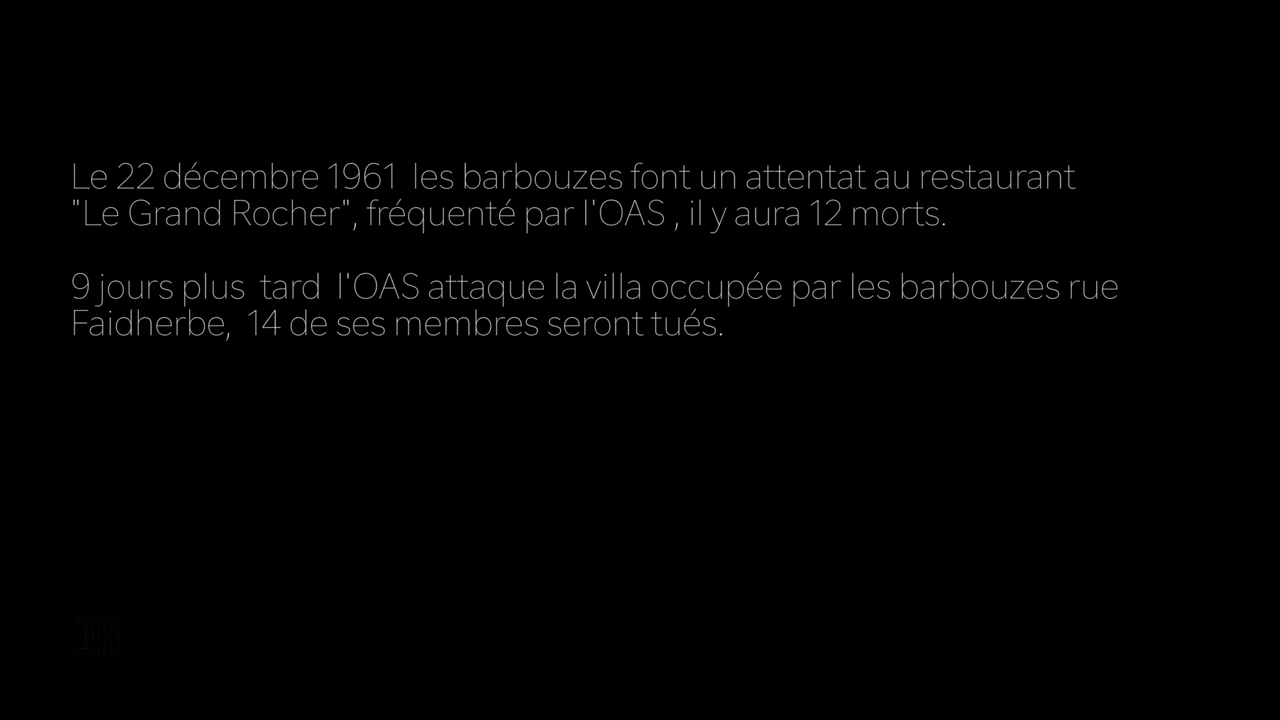 Le 22 décembre 1961  les barbouzes font un attentat au restaurant
"Le Grand Rocher", fréquenté par l'OAS , il y aura 12 morts.
9 jours plus  tard  l'OAS attaque la villa occupée par les barbouzes rue
Faidherbe,  14 de ses membres seront tués.